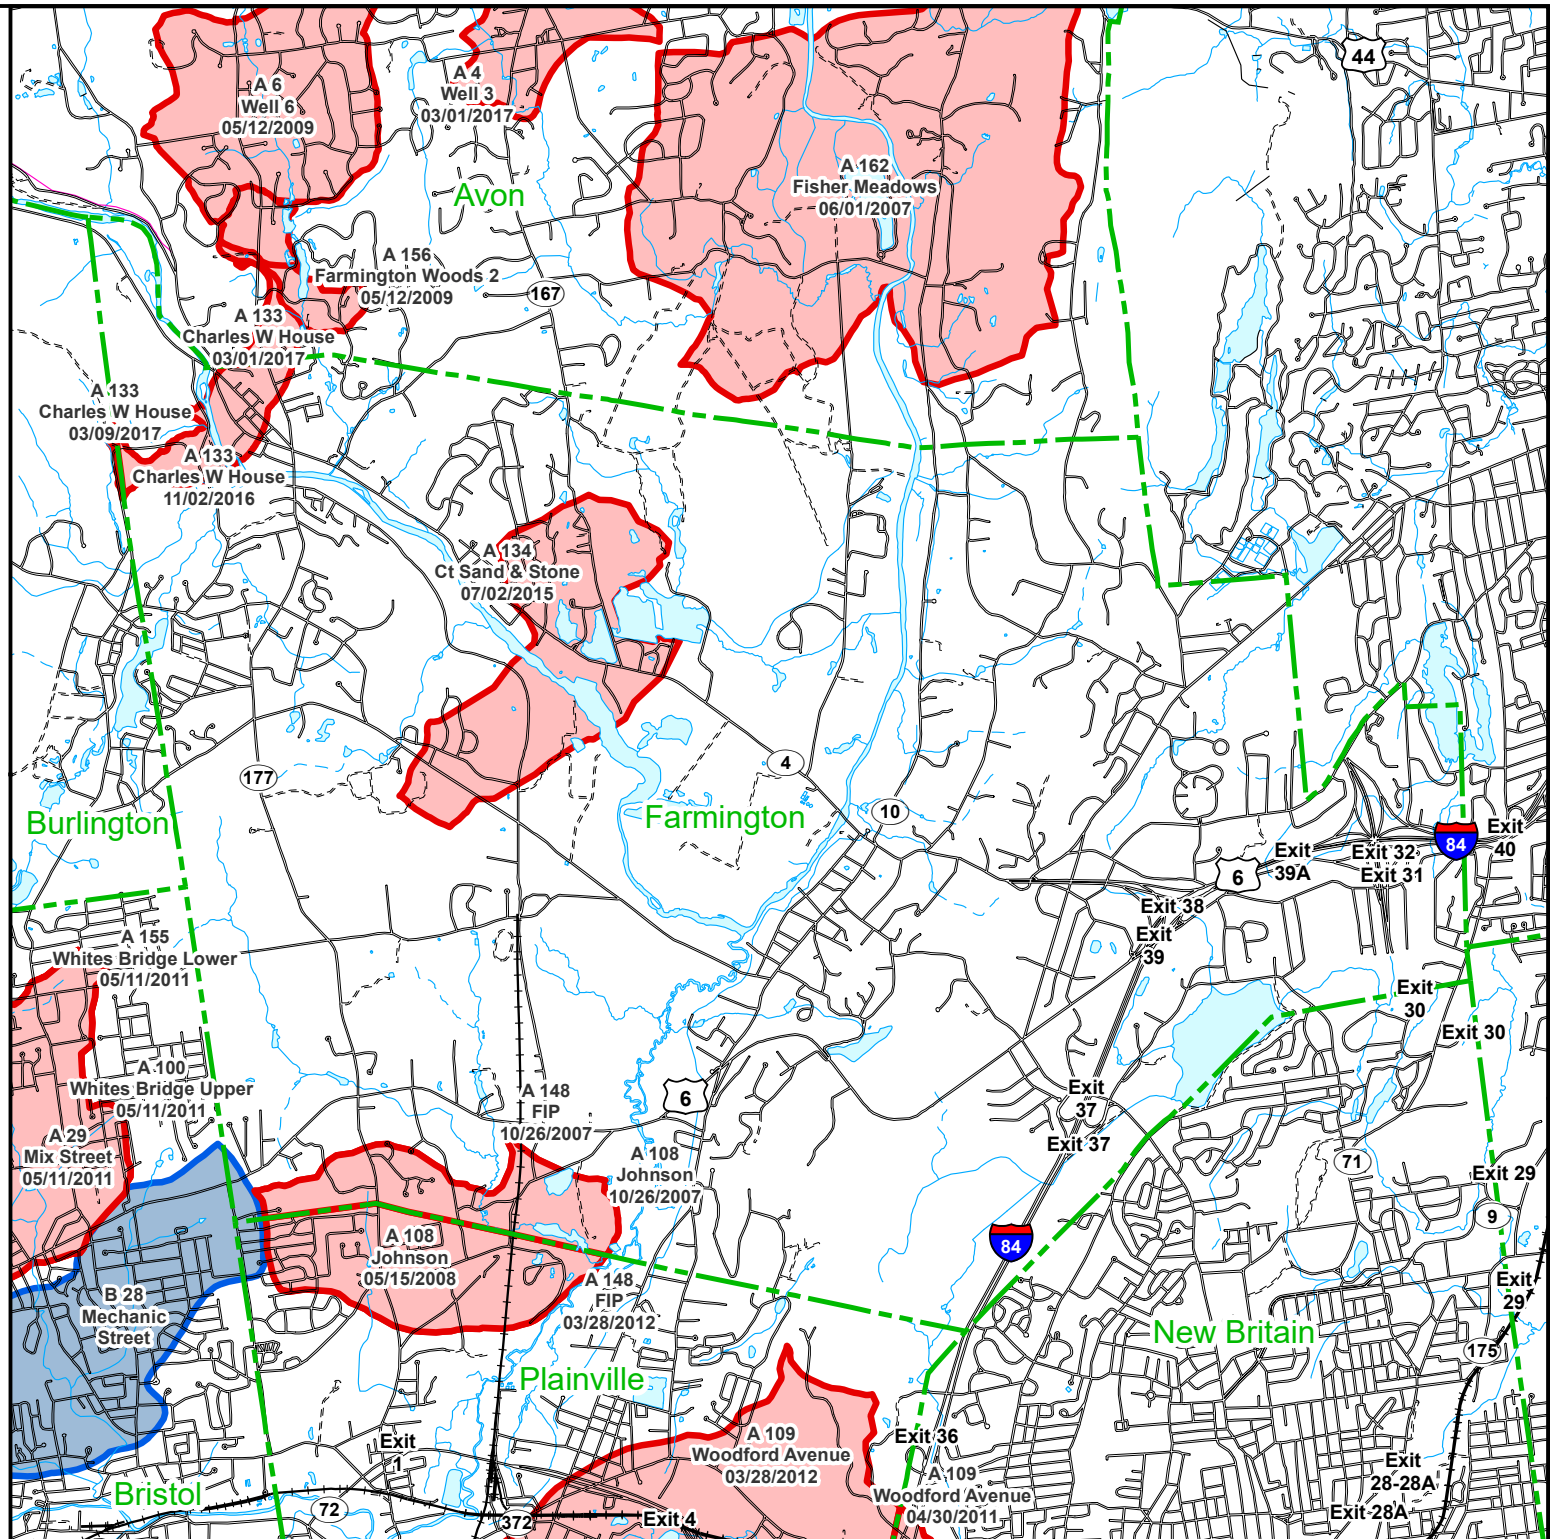 44
A 6
Well 6
05/12/2009
A 4
Well 3
03/01/2017
A 162
Fisher Meadows
06/01/2007
Avon
A 156
Farmington Woods 2
05/12/2009
167
A 133
Charles W House
03/01/2017
A 133
Charles W House
03/09/2017
A 133
Charles W House
11/02/2016
A 134
Ct Sand & Stone
07/02/2015
177
4
10
Burlington
Farmington
84
Exit
40
Exit
39A
Exit 32
Exit 31
6
Exit 38
Exit
39
A 155
Whites Bridge Lower
05/11/2011
Exit
30
Exit 30
A 100
Whites Bridge Upper
05/11/2011
A 148
FIP
10/26/2007
6
Exit
37
Exit 37
A 29
Mix Street
05/11/2011
A 108
Johnson
10/26/2007
71
Exit 29
9
A 108
Johnson
05/15/2008
84
A 148
FIP
03/28/2012
Exit
29
B 28
Mechanic
Street
New Britain
175
Plainville
A 109
Woodford Avenue
03/28/2012
Exit 36
Exit
1
A 109
Woodford Avenue
04/30/2011
Exit
28-28A
Exit 28A
Bristol
72
372
Exit 4